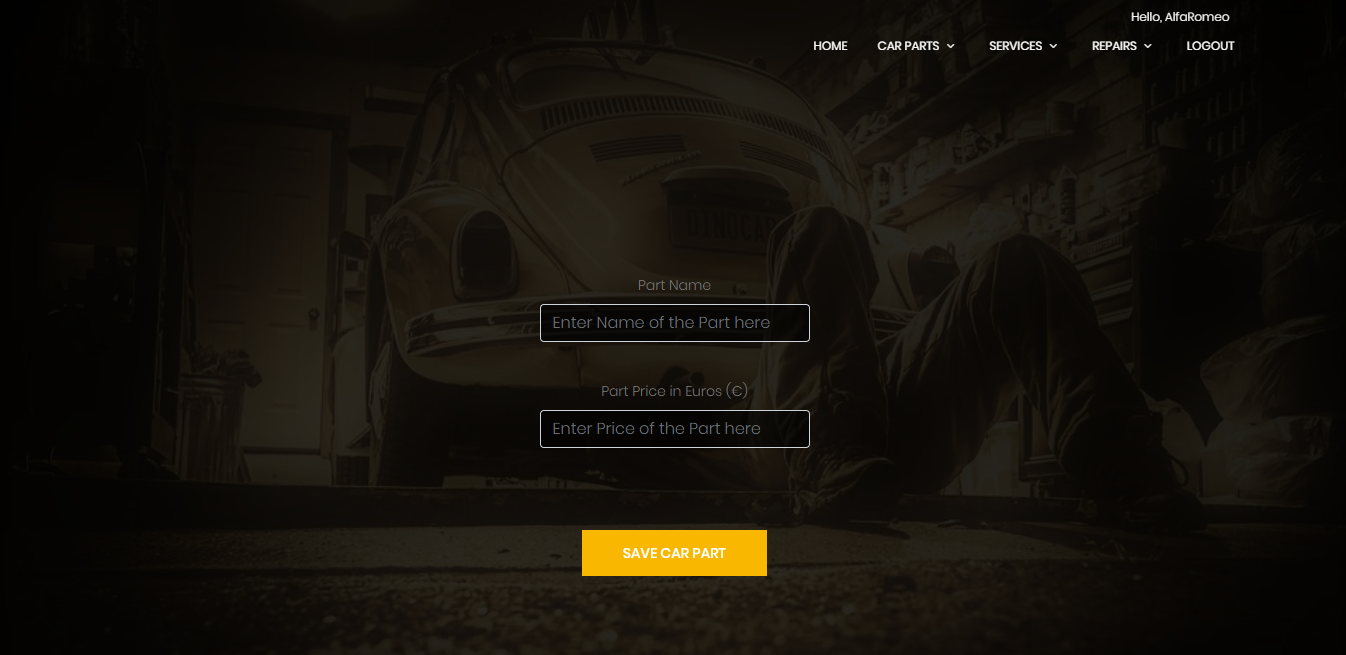 Hello, AlfaRomeo
HOME CAR PARTS SERVICES REPAIRS LOGOUT
DINOCAR
Part Name
Enter Name of the Part here
Part Price in Euros (€)
Enter Price of the Part here
SAVE CAR PART